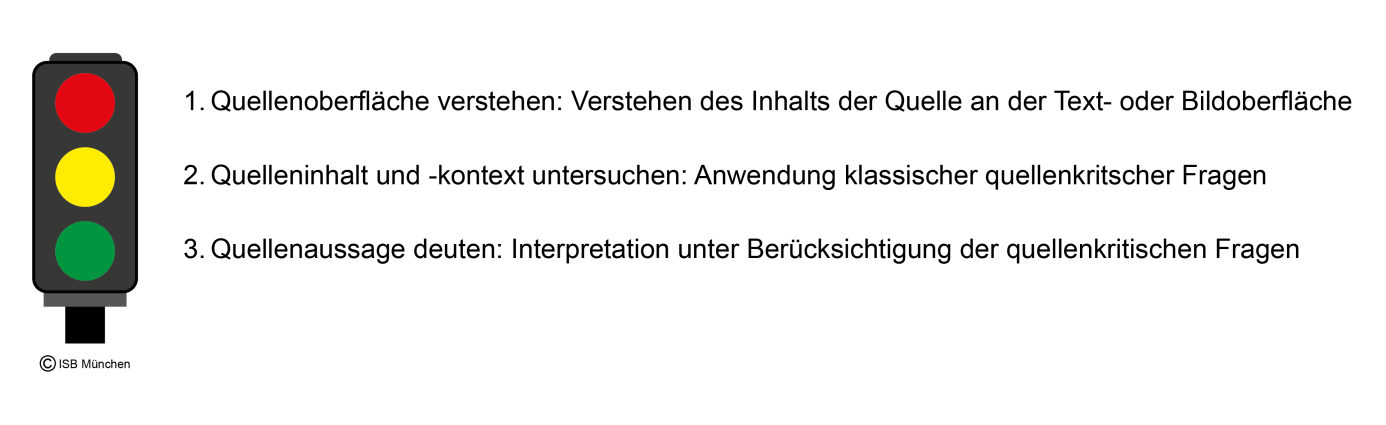 1. Quellenoberfläche verstehen: Verstehen des Inhalts der Quelle an der Text- oder Bildoberfläche
2. Quelleninhalt und -kontext untersuchen: Anwendung klassischer quellenkritscher Fragen
3. Quellenaussage deuten: Interpretation unter Berücksichtigung der quellenkritischen Fragen
© ISB München